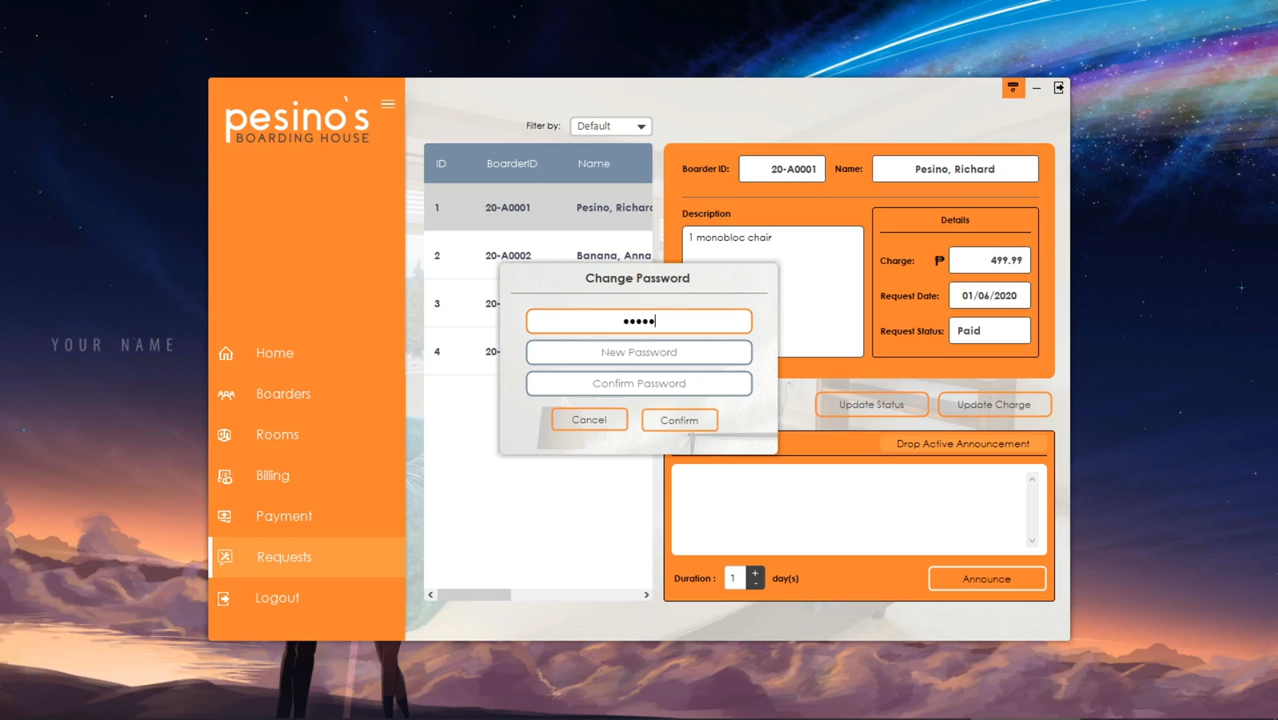 YOUR NAME
pesino's
BOARDING HOUSE
Home
Boarders
Rooms
Billing
Payment
Requests
Logout
Filter by: Default
ID BoarderID Name
1 20-A0001 Pesino, Richard
2 20-A0002 Banana, Anna
3 20-
4 20-
Boarder ID: 20-A0001 Name: Pesino, Richard
Description
1 monobloc chair
Details
Charge: ₱ 499.99
Request Date: 01/06/2020
Request Status: Paid
Update Status Update Charge
Change Password
•••••
New Password
Confirm Password
Cancel Confirm
Drop Active Announcement
Duration : 1 + - day(s)
Announce